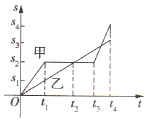 s
s₄
s₃
甲
s₂
s₁
乙
O
t₁ t₂ t₃ t₄ t